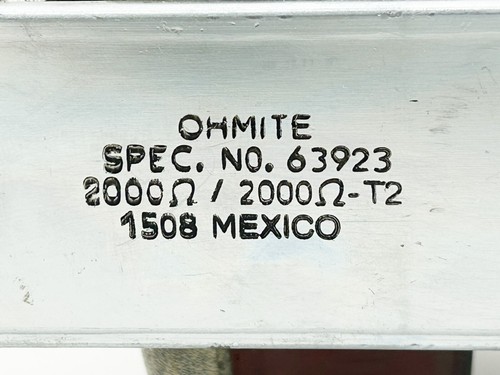 OHMITE
SPEC. NO. 63923
2000Ω / 2000Ω-T2
1508 MEXICO